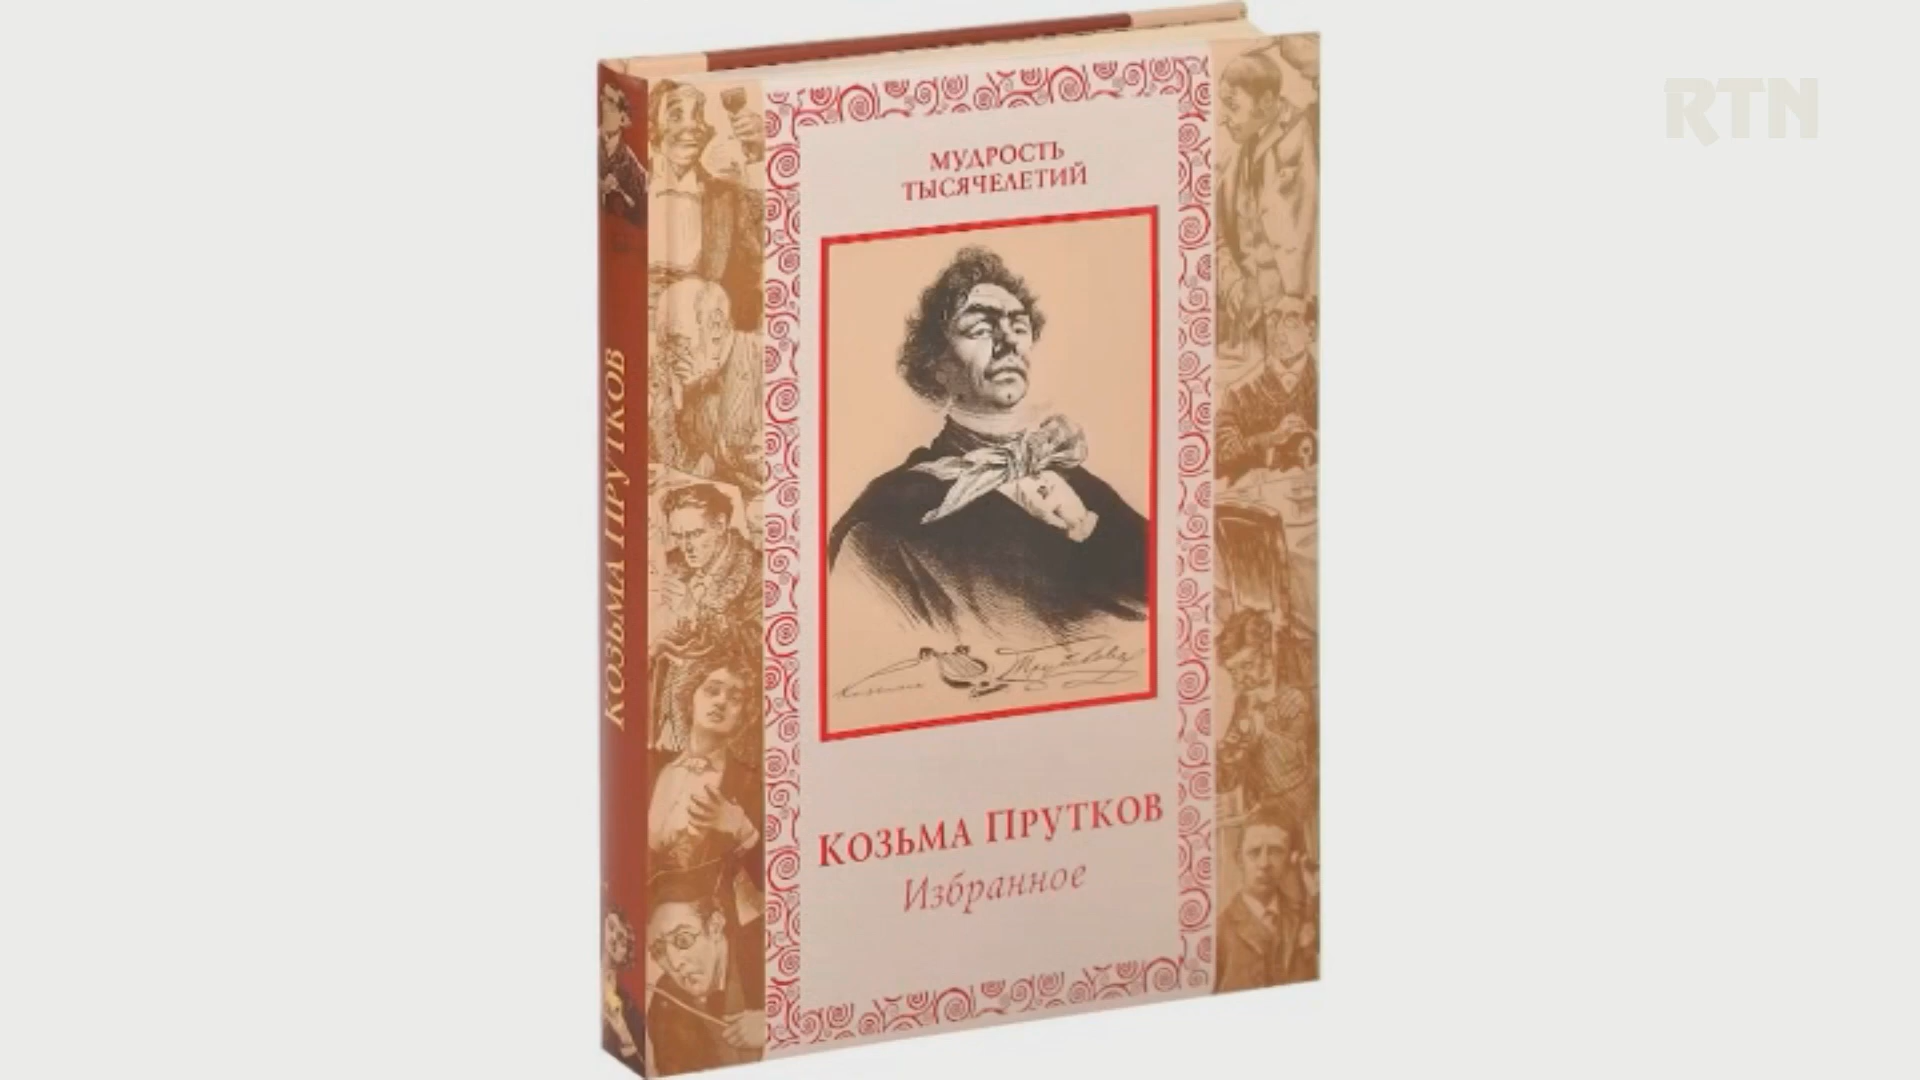 RTN
МУДРОСТЬ
ТЫСЯЧЕЛЕТИЙ
КОЗЬМА ПРУТКОВ
Избранное
КОЗЬМА ПРУТКОВ